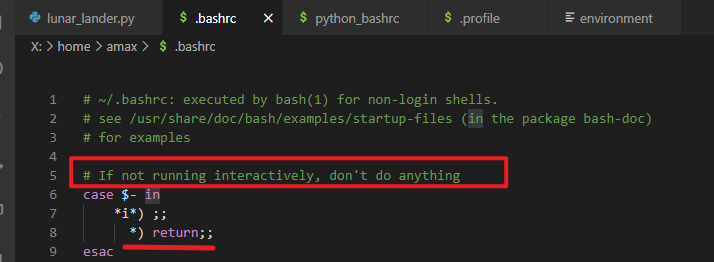 lunar_lander.py $ .bashrc × $ python_bashrc $ .profile environment
X: > home > amax > $ .bashrc
1 # ~/.bashrc: executed by bash(1) for non-login shells.
2 # see /usr/share/doc/bash/examples/startup-files (in the package bash-doc)
3 # for examples
4
5 # If not running interactively, don't do anything
6 case $- in
7 *i*) ;;
8 *) return;;
9 esac